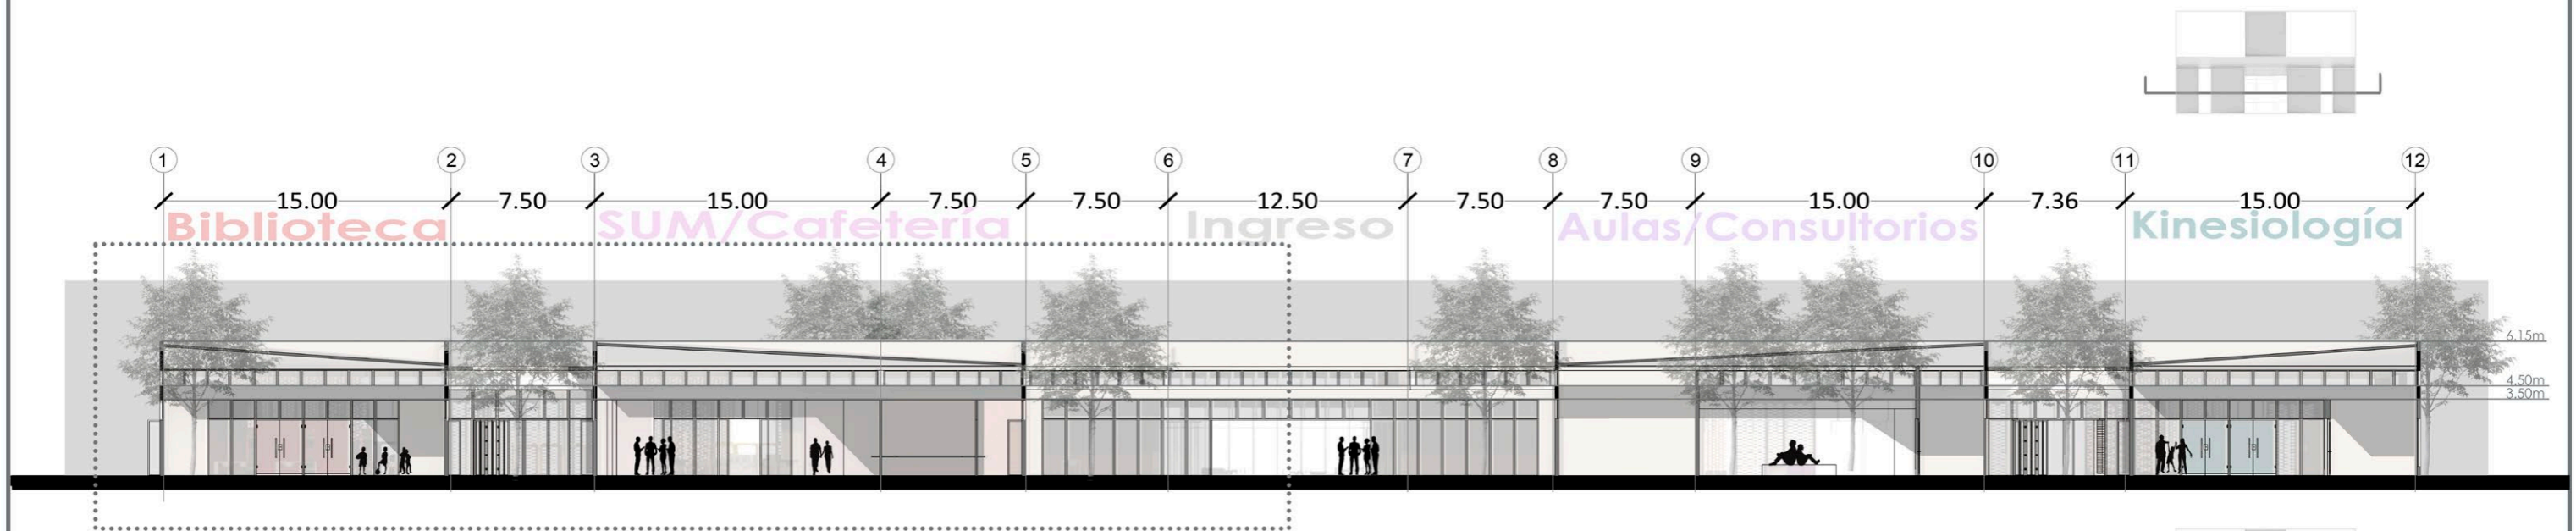 1 2 3 4 5 6 7 8 9 10 11 12
15.00 7.50 15.00 7.50 7.50 12.50 7.50 7.50 15.00 7.36 15.00
Biblioteca SUM/Cafetería Ingreso Aulas/Consultorios Kinesiología
6.15m
4.50m
3.50m